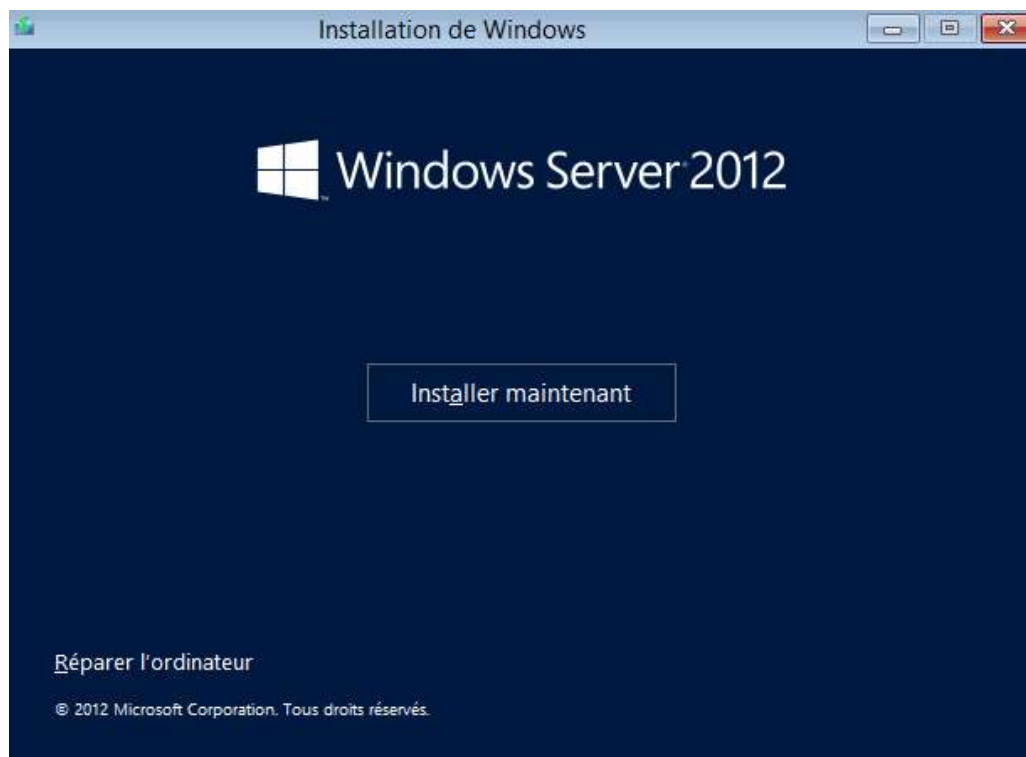 Installation de Windows
Windows Server 2012
Installer maintenant
Réparer l'ordinateur
© 2012 Microsoft Corporation. Tous droits réservés.